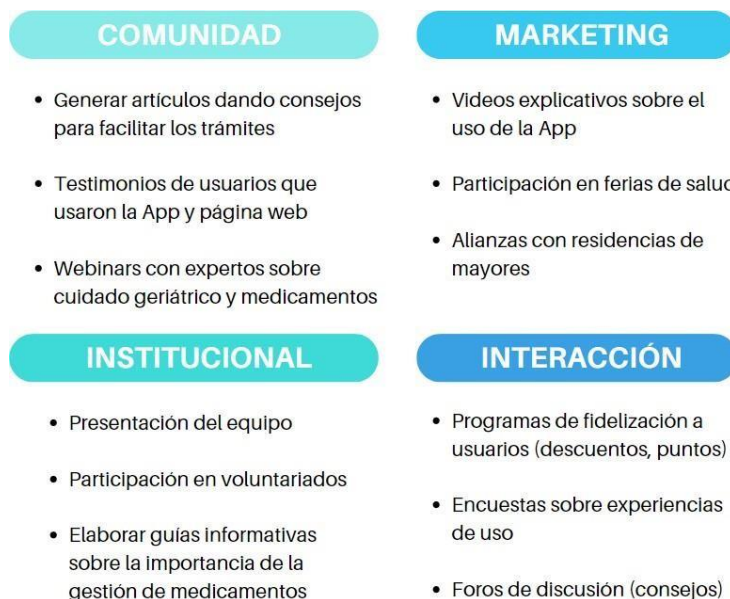 COMUNIDAD
• Generar artículos dando consejos
para facilitar los trámites
• Testimonios de usuarios que
usaron la App y página web
• Webinars con expertos sobre
cuidado geriátrico y medicamentos
MARKETING
• Videos explicativos sobre el
uso de la App
• Participación en ferias de salud
• Alianzas con residencias de
mayores
INSTITUCIONAL
• Presentación del equipo
• Participación en voluntariados
• Elaborar guías informativas
sobre la importancia de la
gestión de medicamentos
INTERACCIÓN
• Programas de fidelización a
usuarios (descuentos, puntos)
• Encuestas sobre experiencias
de uso
• Foros de discusión (consejos)